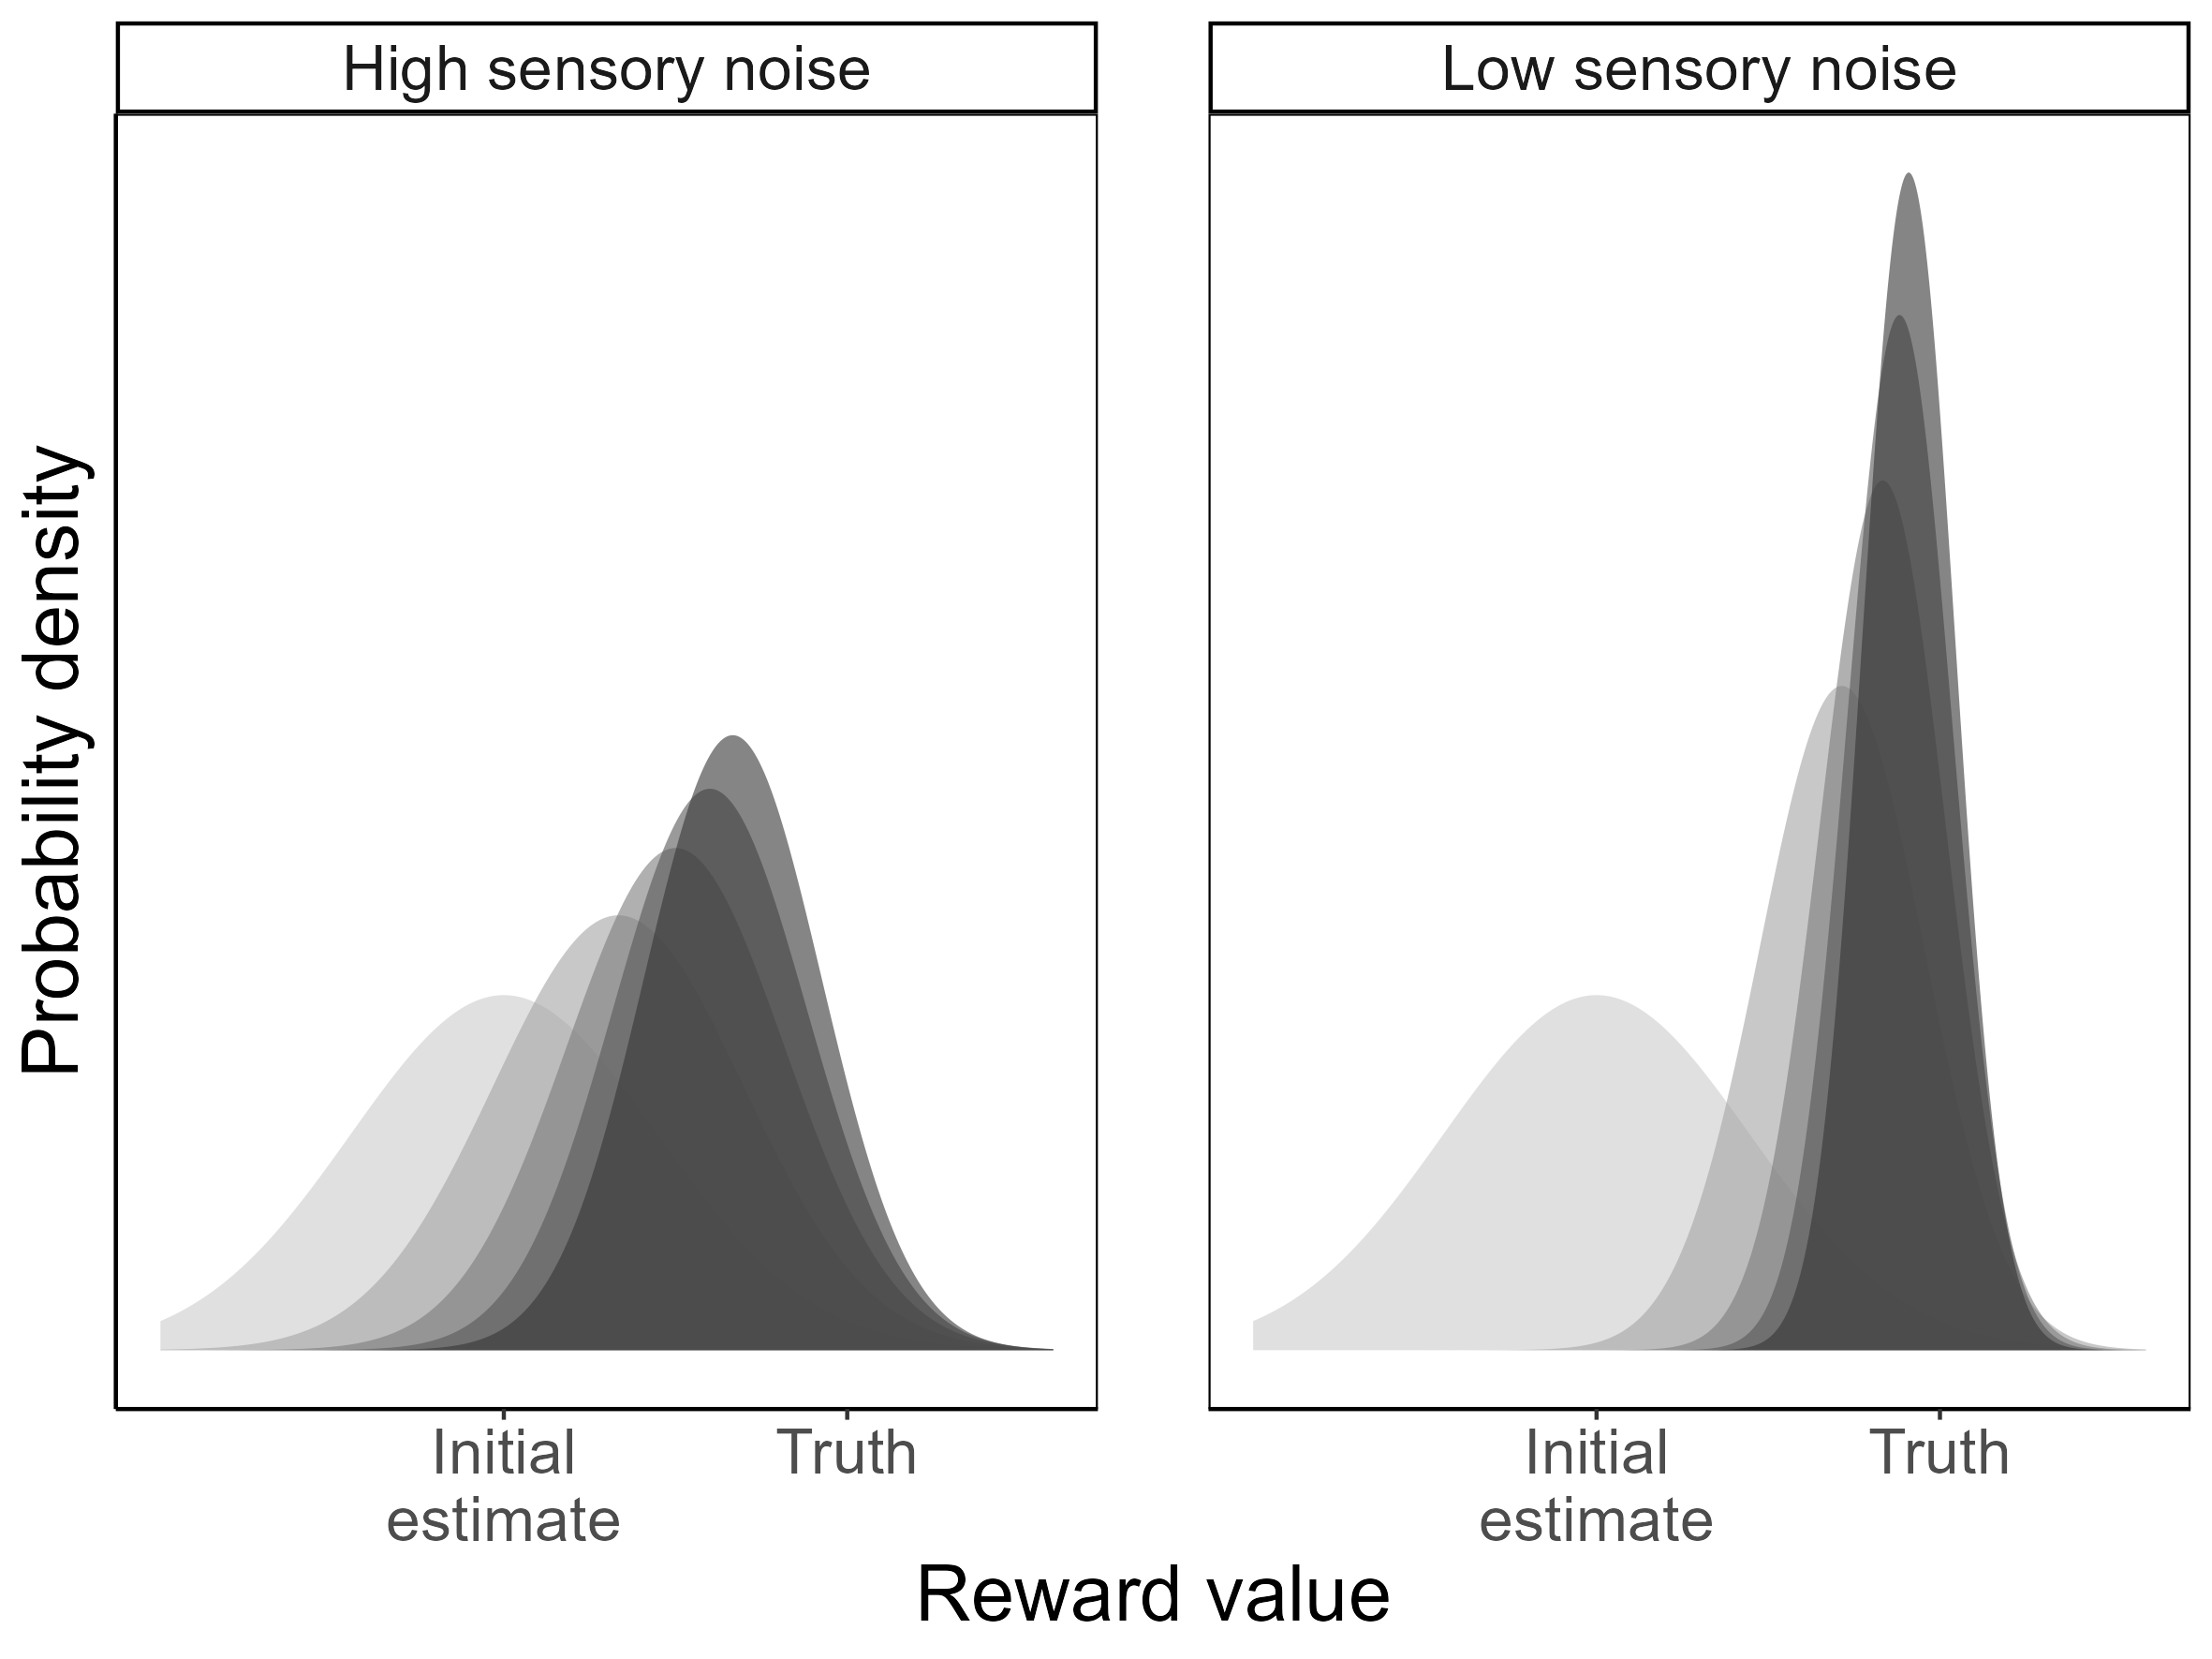 High sensory noise
Low sensory noise
Probability density
Initial
estimate
Truth
Initial
estimate
Truth
Reward value